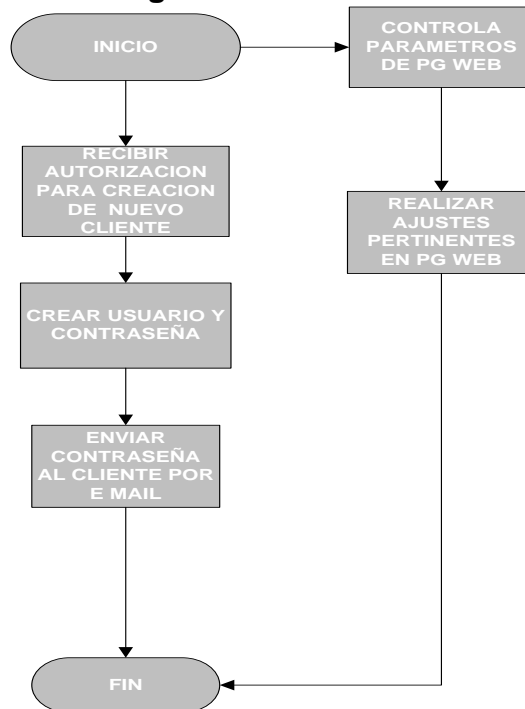 INICIO
CONTROLA
PARAMETROS
DE PG WEB
RECIBIR
AUTORIZACION
PARA CREACION
DE NUEVO
CLIENTE
REALIZAR
AJUSTES
PERTINENTES
EN PG WEB
CREAR USUARIO Y
CONTRASEÑA
ENVIAR
CONTRASEÑA
AL CLIENTE POR
E MAIL
FIN